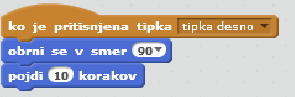 ko je pritisnjena tipka tipka desno
obrni se v smer 90
pojdi 10 korakov